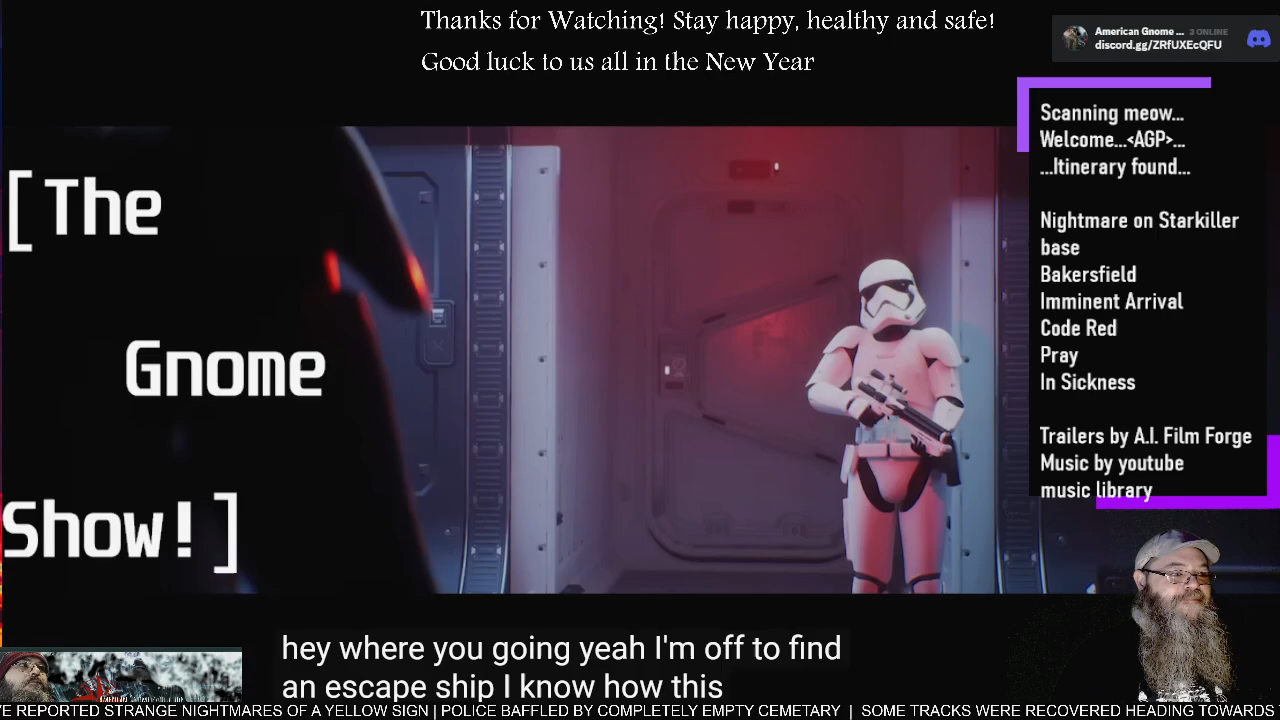 Thanks for Watching! Stay happy, healthy and safe!
Good luck to us all in the New Year
American Gnome ... 3 ONLINE
discord.gg/ZRfUXEcQFU
[The
Gnome
Show!]
Scanning meow...
Welcome...<AGP>...
...Itinerary found...
Nightmare on Starkiller
base
Bakersfield
Imminent Arrival
Code Red
Pray
In Sickness
Trailers by A.I. Film Forge
Music by youtube
music library
hey where you going yeah I'm off to find
an escape ship I know how this
VE REPORTED STRANGE NIGHTMARES OF A YELLOW SIGN | POLICE BAFFLED BY COMPLETELY EMPTY CEMETARY | SOME TRACKS WERE RECOVERED HEADING TOWARDS